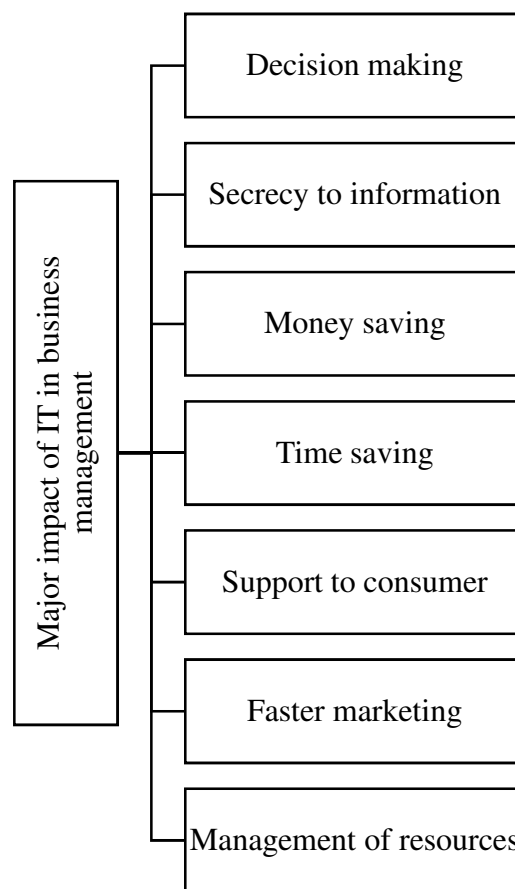 Major impact of IT in business
management
Decision making
Secrecy to information
Money saving
Time saving
Support to consumer
Faster marketing
Management of resources